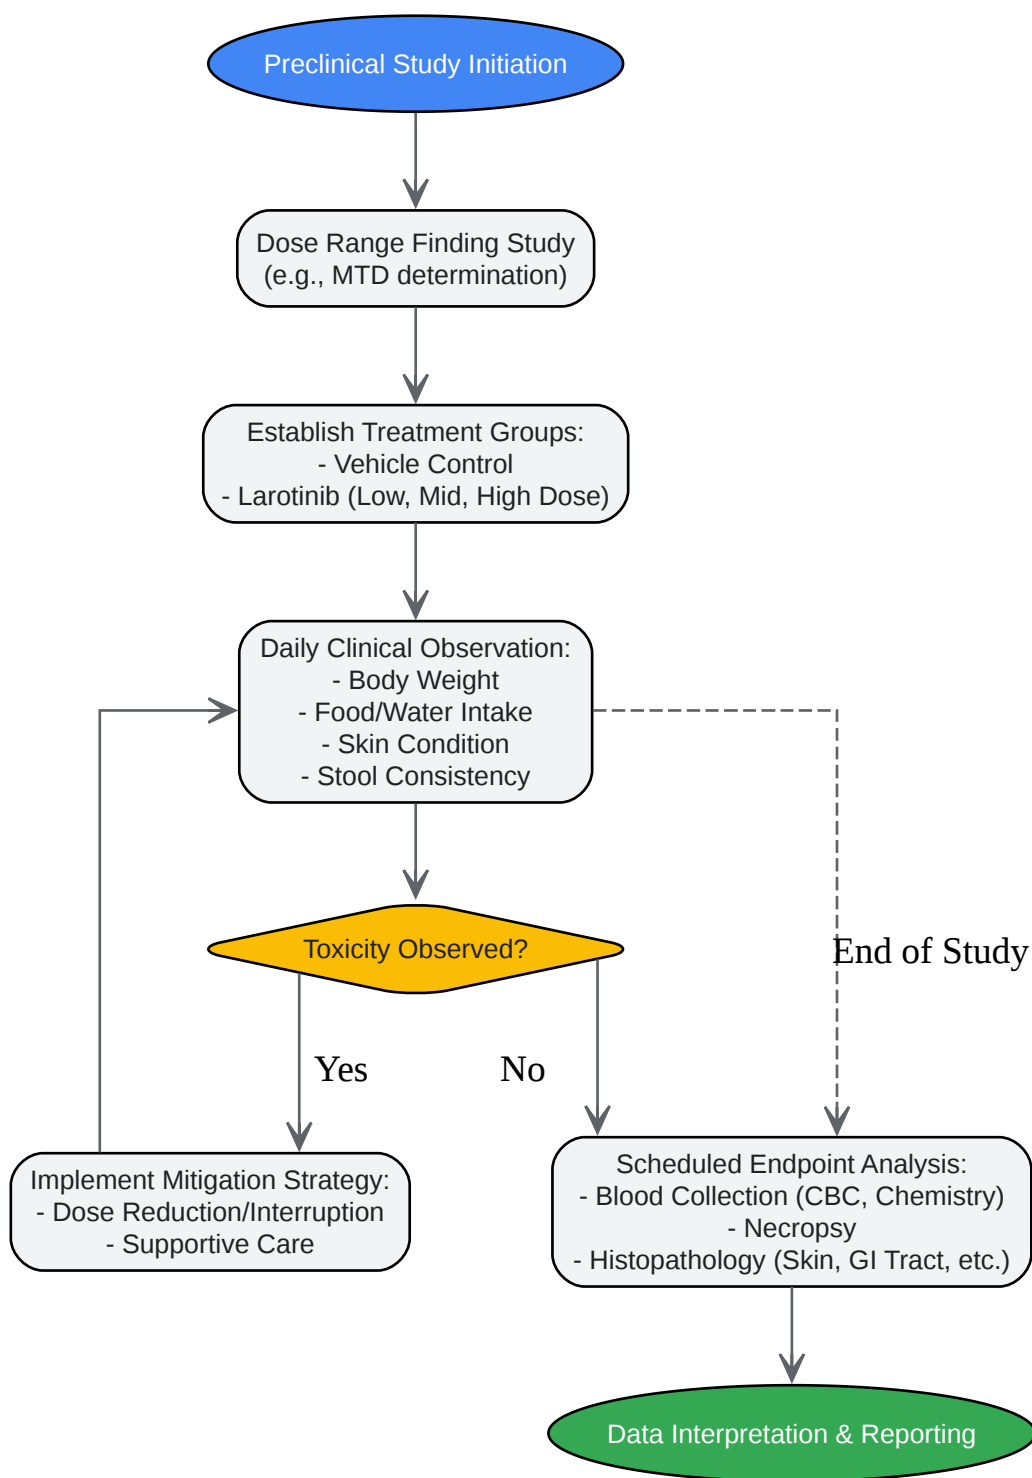 Preclinical Study Initiation
Dose Range Finding Study
(e.g., MTD determination)
Establish Treatment Groups:
- Vehicle Control
- Larotinib (Low, Mid, High Dose)
Daily Clinical Observation:
- Body Weight
- Food/Water Intake
- Skin Condition
- Stool Consistency
Toxicity Observed?
End of Study
Yes
No
Implement Mitigation Strategy:
- Dose Reduction/Interruption
- Supportive Care
Scheduled Endpoint Analysis:
- Blood Collection (CBC, Chemistry)
- Necropsy
- Histopathology (Skin, GI Tract, etc.)
Data Interpretation & Reporting